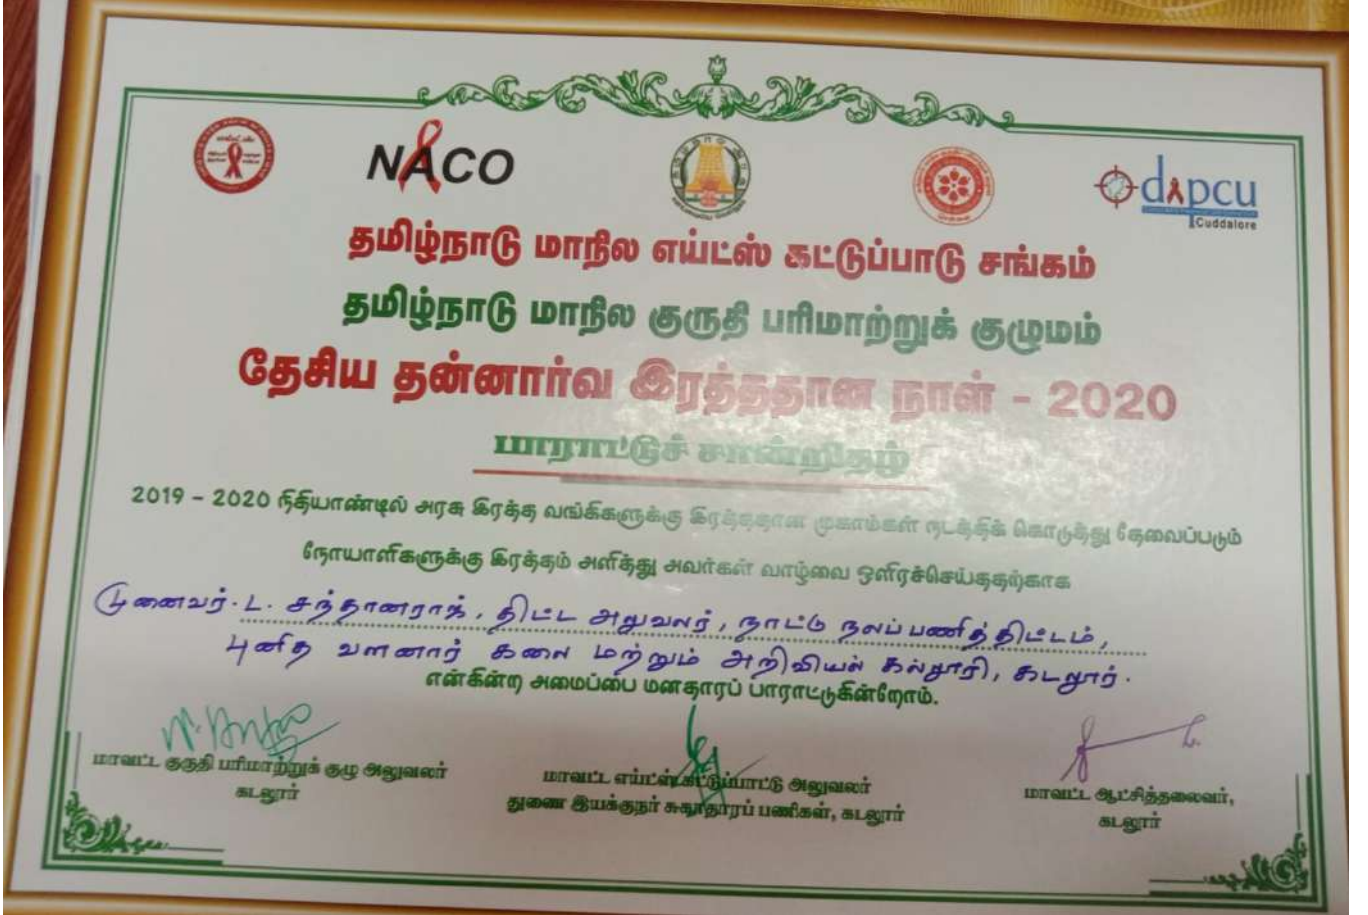 NACO
dapcu
Cuddalore
தமிழ்நாடு மாநில எய்ட்ஸ் கட்டுப்பாடு சங்கம்
தமிழ்நாடு மாநில குருதி பரிமாற்றுக் குழுமம்
தேசிய தன்னார்வ இரத்ததான நாள் - 2020
பாராட்டுச் சான்றிதழ்
2019 - 2020 நிதியாண்டில் அரசு இரத்த வங்கிகளுக்கு இரத்ததான முகாம்கள் நடத்திக் கொடுத்து தேவைப்படும்
நோயாளிகளுக்கு இரத்தம் அளித்து அவர்கள் வாழ்வை ஒளிரச்செய்ததற்காக
முனைவர். ட. சந்தானராஜ், திட்ட அலுவலர், நாட்டு நலப்பணித்திட்டம்,
புனித வளனார் கலை மற்றும் அறிவியல் கல்லூரி, கடலூர்.
என்கின்ற அமைப்பை மனதாரப் பாராட்டுகின்றோம்.
மாவட்ட குருதி பரிமாற்றுக் குழு அலுவலர்
கடலூர்
மாவட்ட எய்ட்ஸ் கட்டுப்பாட்டு அலுவலர்
துணை இயக்குநர் சுகாதாரப் பணிகள், கடலூர்
மாவட்ட ஆட்சித்தலைவர்,
கடலூர்